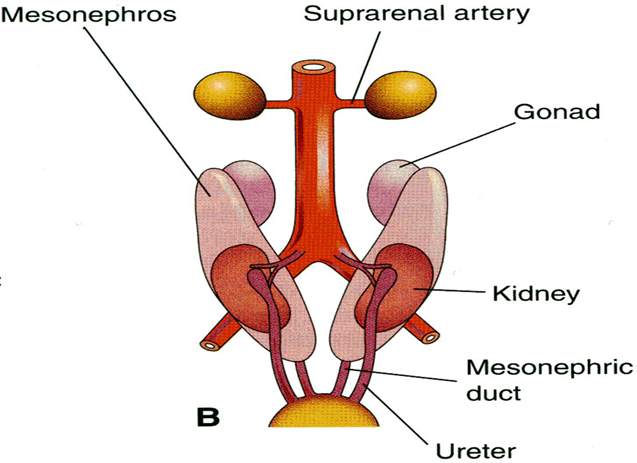 Mesonephros
Suprarenal artery
Gonad
Kidney
Mesonephric
duct
B
Ureter